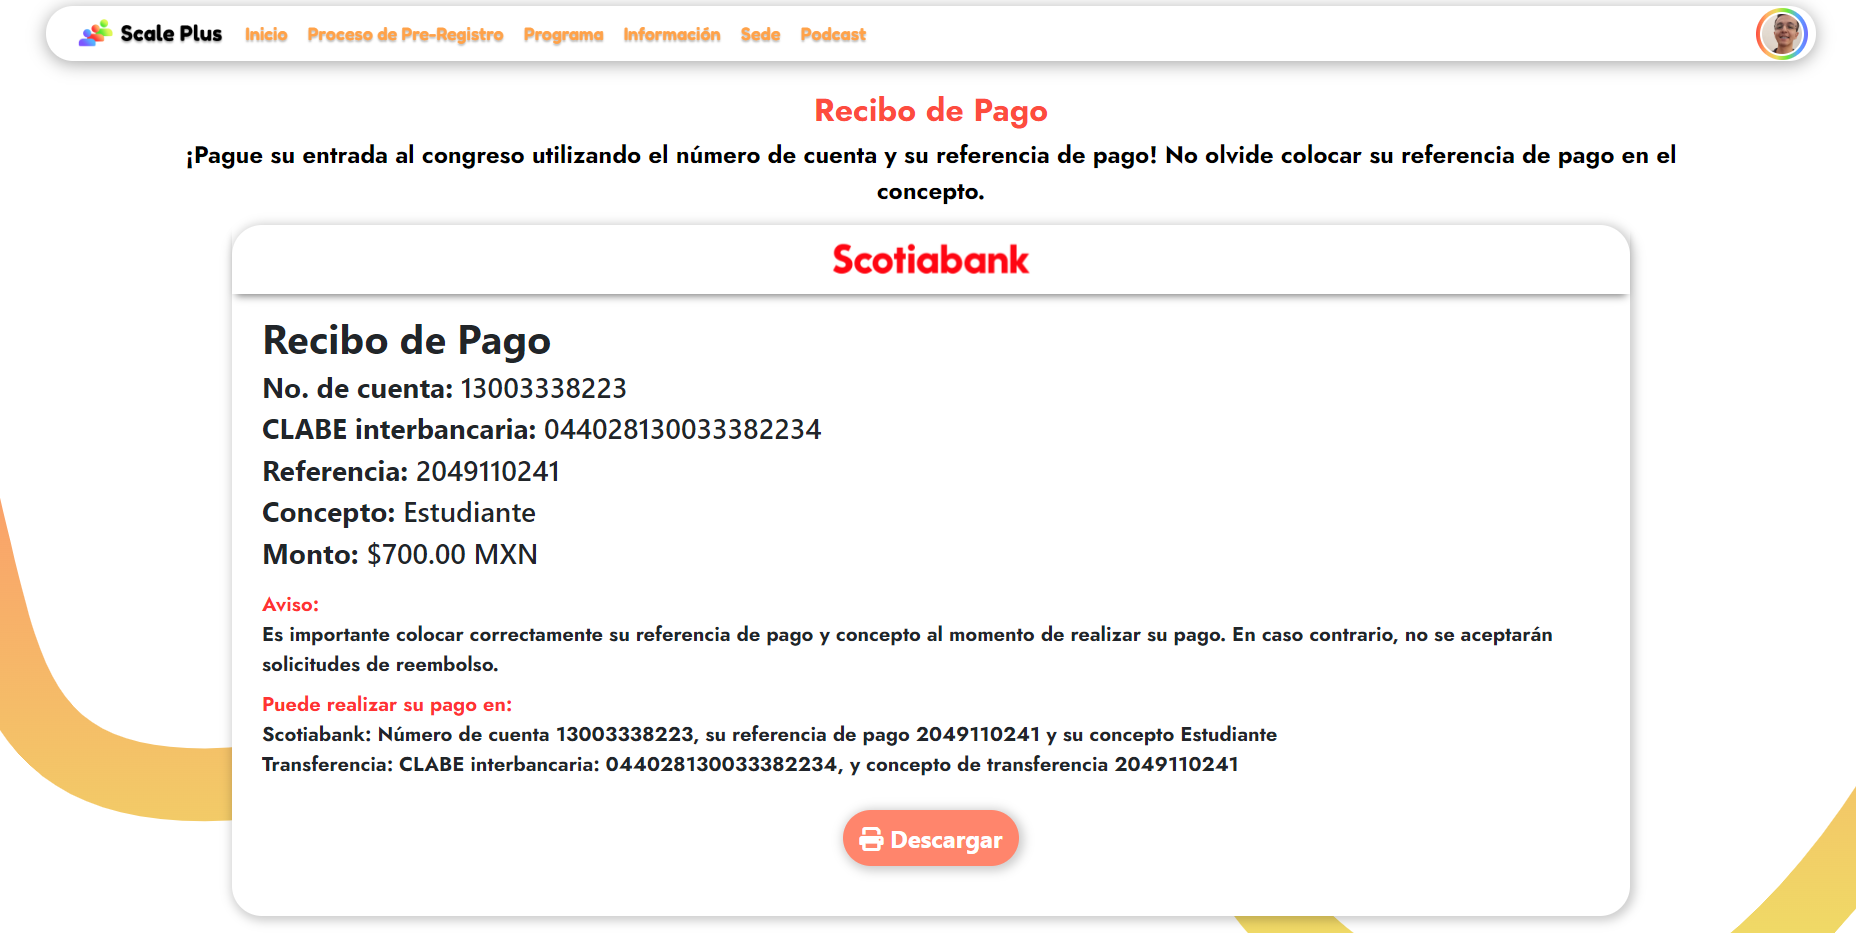 Scale Plus Inicio Proceso de Pre-Registro Programa Información Sede Podcast
Recibo de Pago
¡Pague su entrada al congreso utilizando el número de cuenta y su referencia de pago! No olvide colocar su referencia de pago en el
concepto.
Scotiabank
Recibo de Pago
No. de cuenta: 13003338223
CLABE interbancaria: 044028130033382234
Referencia: 2049110241
Concepto: Estudiante
Monto: $700.00 MXN
Aviso:
Es importante colocar correctamente su referencia de pago y concepto al momento de realizar su pago. En caso contrario, no se aceptarán
solicitudes de reembolso.
Puede realizar su pago en:
Scotiabank: Número de cuenta 13003338223, su referencia de pago 2049110241 y su concepto Estudiante
Transferencia: CLABE interbancaria: 044028130033382234, y concepto de transferencia 2049110241
Descargar